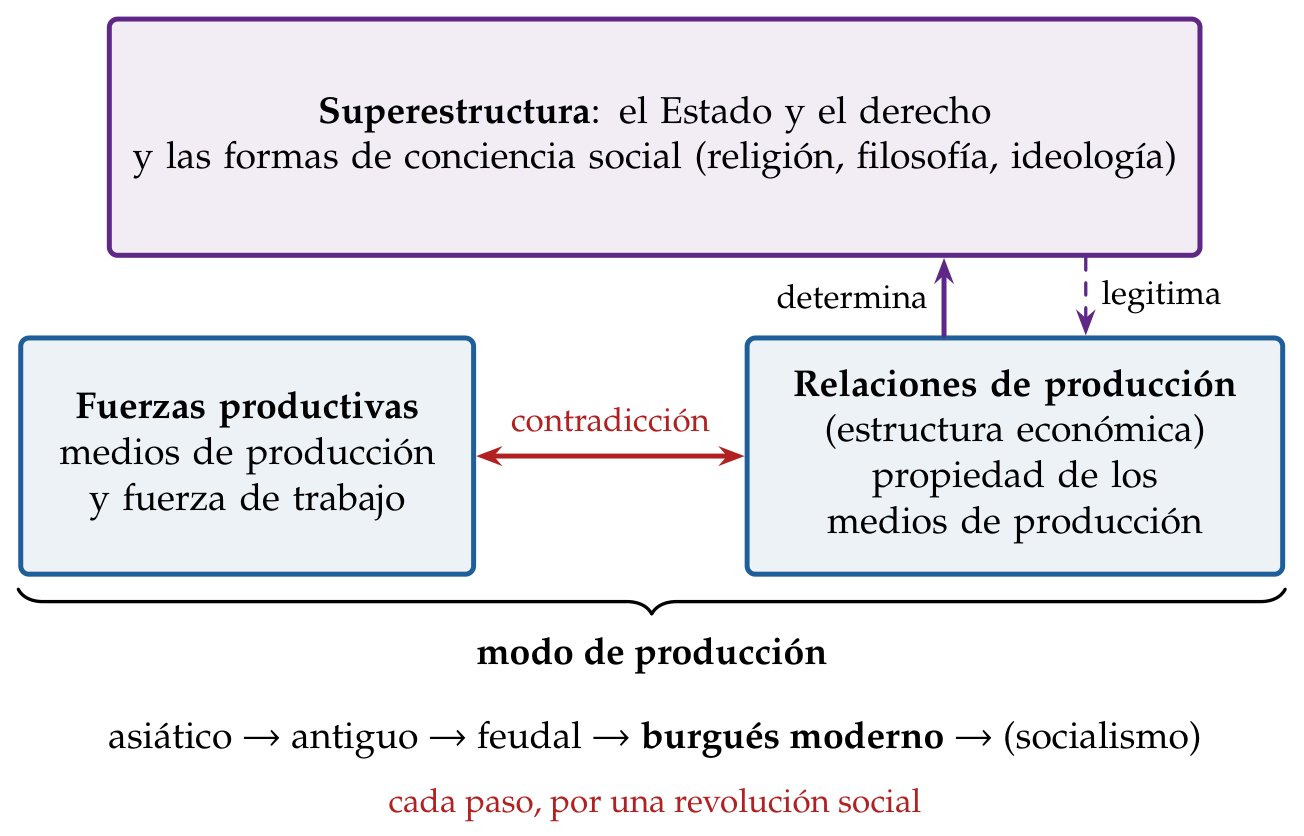 Superestructura: el Estado y el derecho
y las formas de conciencia social (religión, filosofía, ideología)
determina
legitima
Fuerzas productivas
medios de producción
y fuerza de trabajo
contradicción
Relaciones de producción
(estructura económica)
propiedad de los
medios de producción
modo de producción
asiático → antiguo → feudal → burgués moderno → (socialismo)
cada paso, por una revolución social